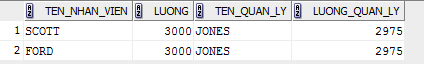 TEN_NHAN_VIEN LUONG TEN_QUAN_LY LUONG_QUAN_LY
1 SCOTT 3000 JONES 2975
2 FORD 3000 JONES 2975